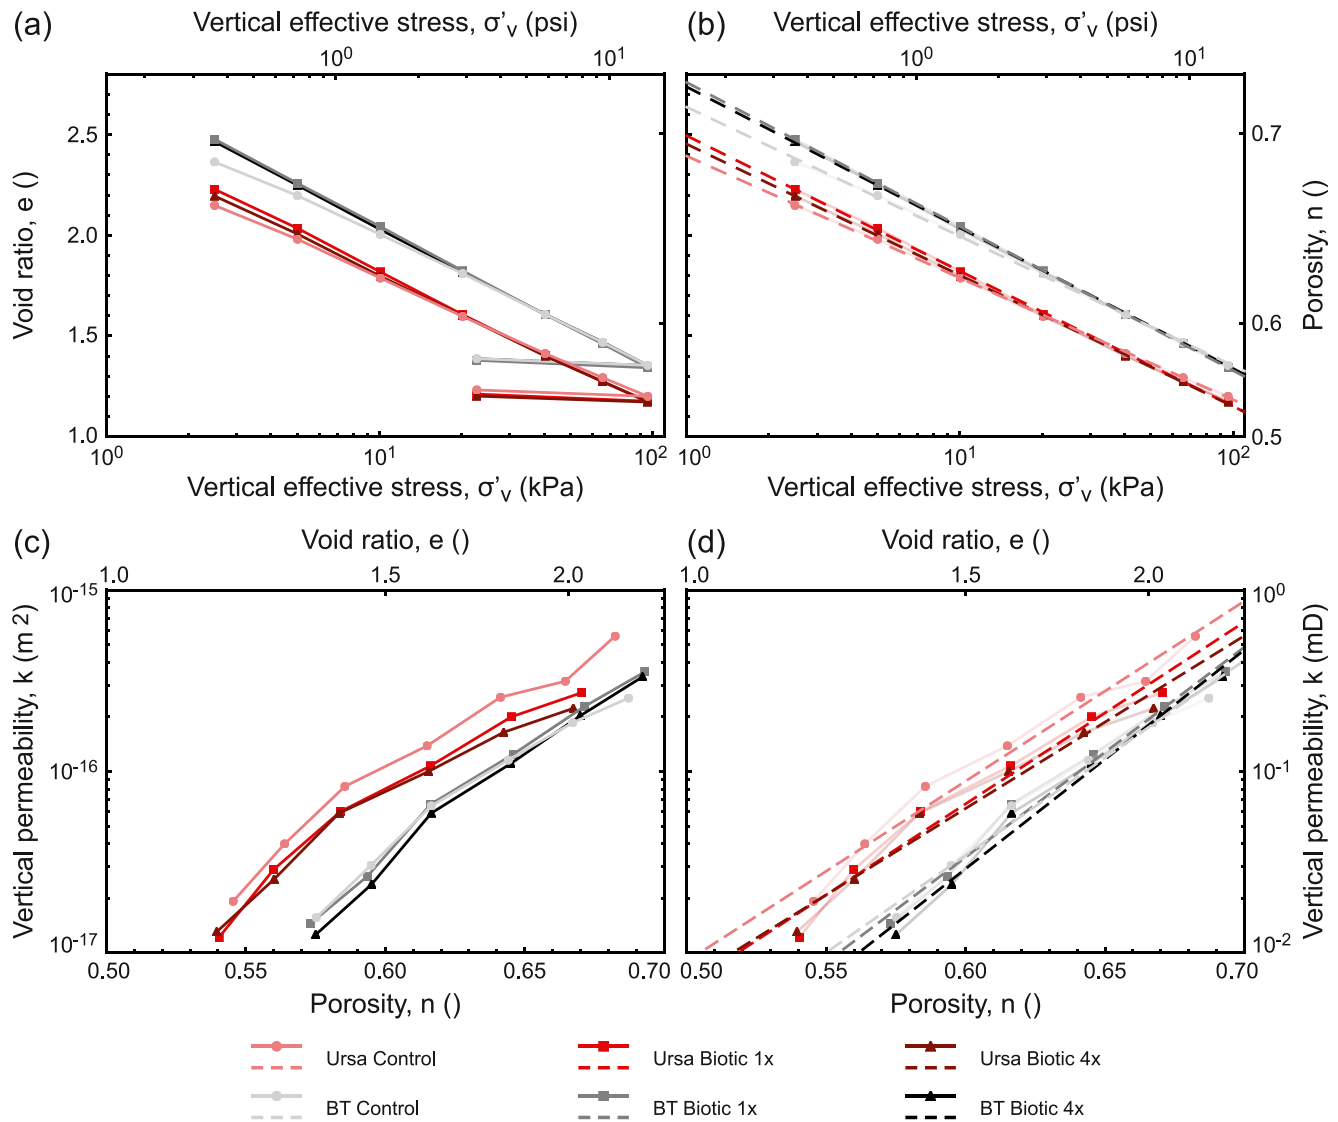 (a)
Vertical effective stress, σ'v (psi)
(b)
Vertical effective stress, σ'v (psi)
10^0
10^1
10^0
10^1
Void ratio, e ()
2.5
2.0
1.5
1.0
0.7
0.6
0.5
Porosity, n ()
10^0
10^1
10^2
10^0
10^1
10^2
Vertical effective stress, σ'v (kPa)
Vertical effective stress, σ'v (kPa)
(c)
Void ratio, e ()
(d)
Void ratio, e ()
1.0
1.5
2.0
1.0
1.5
2.0
Vertical permeability, k (m^2)
10^-15
10^-16
10^-17
10^0
10^-1
10^-2
Vertical permeability, k (mD)
0.50
0.55
0.60
0.65
0.70
0.50
0.55
0.60
0.65
0.70
Porosity, n ()
Porosity, n ()
Ursa Control
Ursa Biotic 1x
Ursa Biotic 4x
BT Control
BT Biotic 1x
BT Biotic 4x